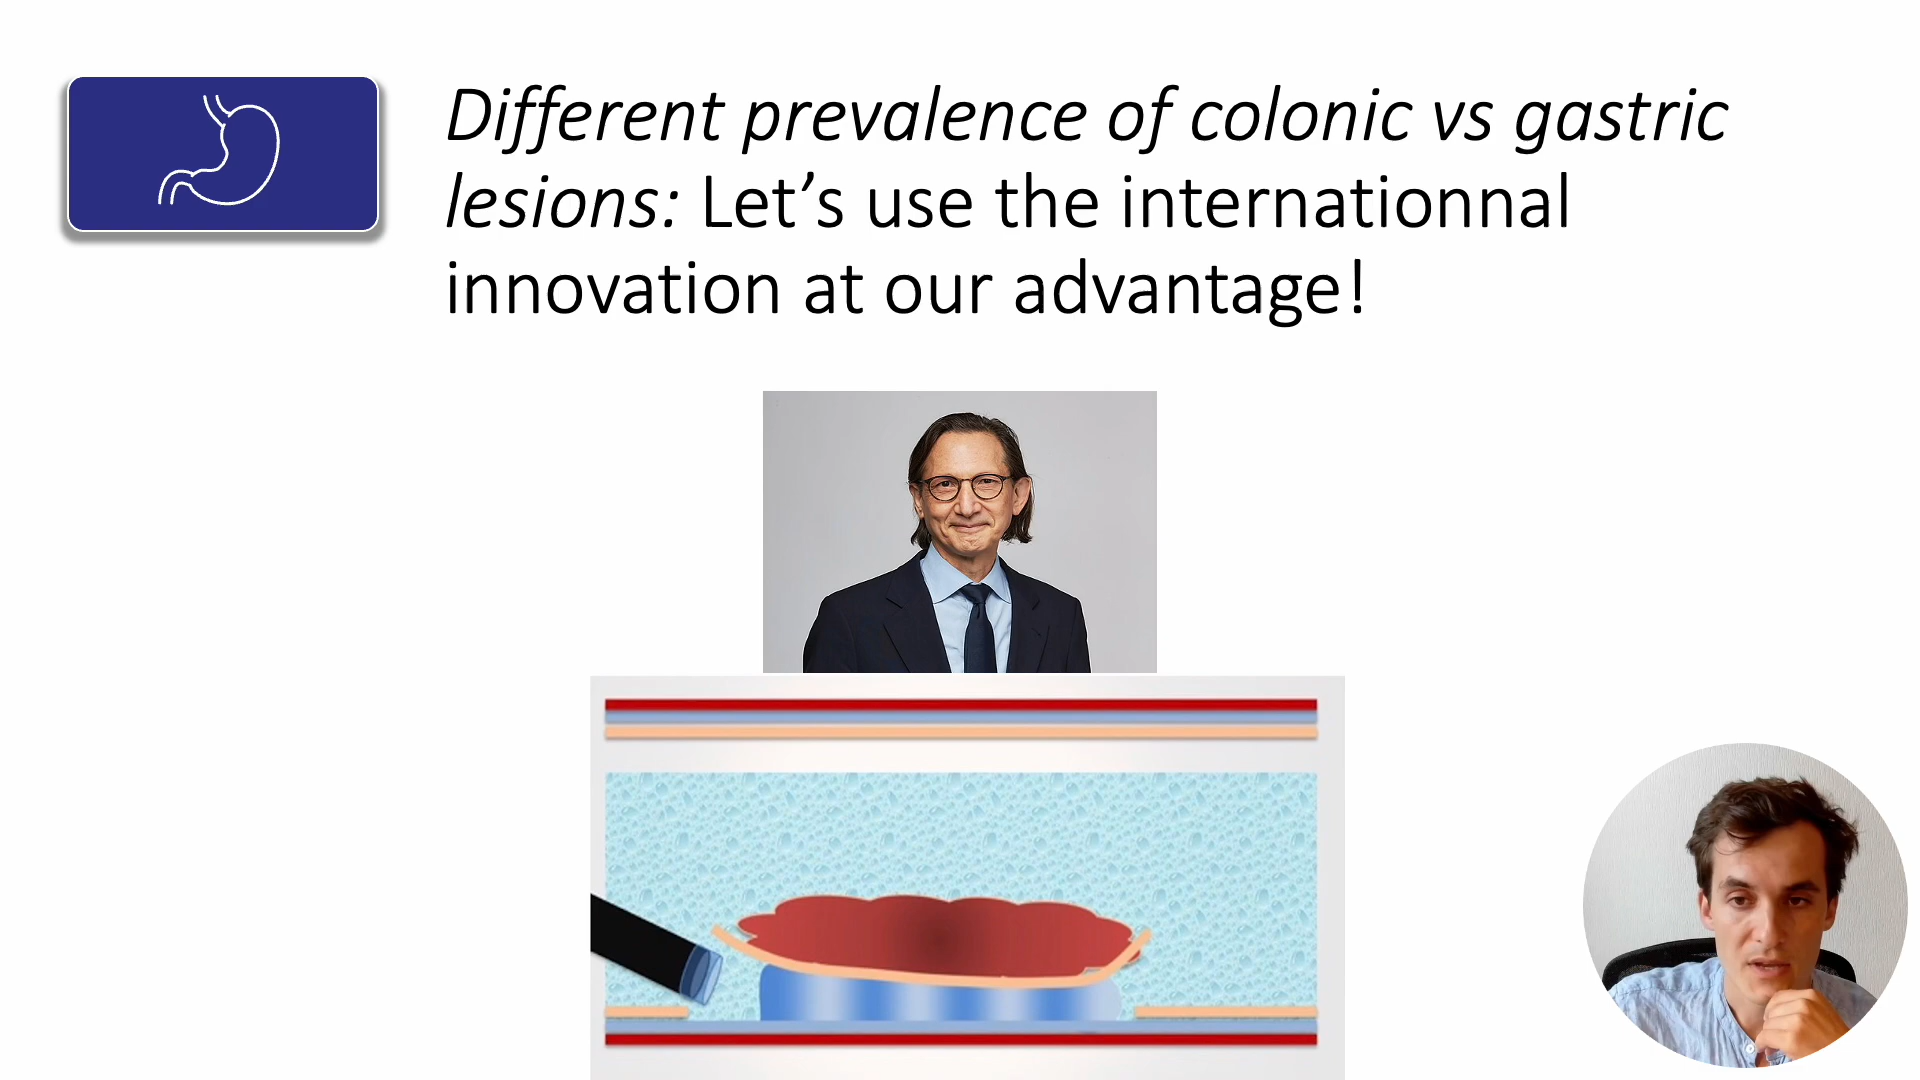 Different prevalence of colonic vs gastric
lesions: Let’s use the internationnal
innovation at our advantage!